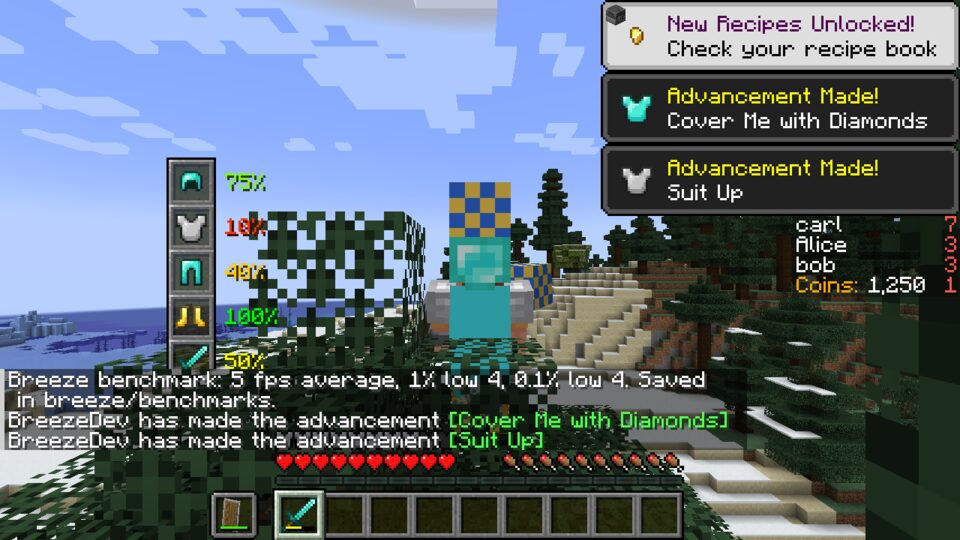 New Recipes Unlocked!
Check your recipe book
Advancement Made!
Cover Me with Diamonds
Advancement Made!
Suit Up
75%
10%
40%
100%
50%
carl 7
Alice 3
bob 3
Coins: 1,250 1
Breeze benchmark: 5 fps average, 1% low 4, 0.1% low 4. Saved
in breeze/benchmarks.
BreezeDev has made the advancement [Cover Me with Diamonds]
BreezeDev has made the advancement [Suit Up]